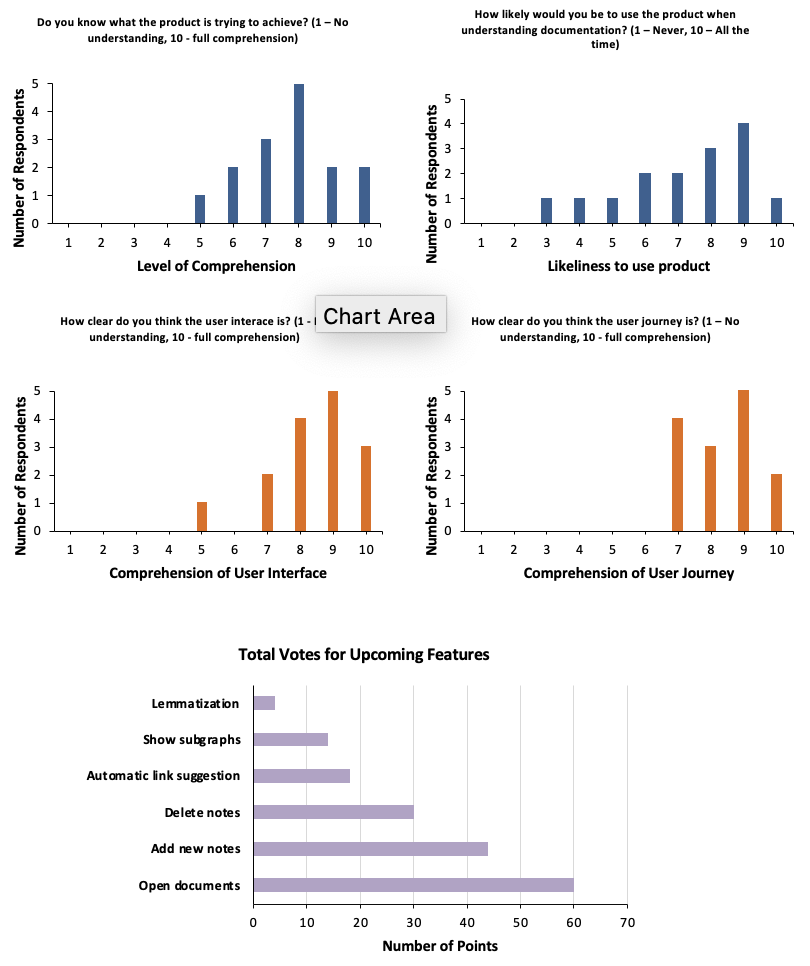 Do you know what the product is trying to achieve? (1 – No
understanding, 10 - full comprehension)
5
4
3
2
1
0
Number of Respondents
1 2 3 4 5 6 7 8 9 10
Level of Comprehension
How likely would you be to use the product when
understanding documentation? (1 – Never, 10 – All the
time)
5
4
3
2
1
0
Number of Respondents
1 2 3 4 5 6 7 8 9 10
Likeliness to use product
How clear do you think the user interace is? (1 -
understanding, 10 - full comprehension)
Chart Area
5
4
3
2
1
0
Number of Respondents
1 2 3 4 5 6 7 8 9 10
Comprehension of User Interface
How clear do you think the user journey is? (1 – No
understanding, 10 - full comprehension)
5
4
3
2
1
0
Number of Respondents
1 2 3 4 5 6 7 8 9 10
Comprehension of User Journey
Total Votes for Upcoming Features
Lemmatization
Show subgraphs
Automatic link suggestion
Delete notes
Add new notes
Open documents
0 10 20 30 40 50 60 70
Number of Points